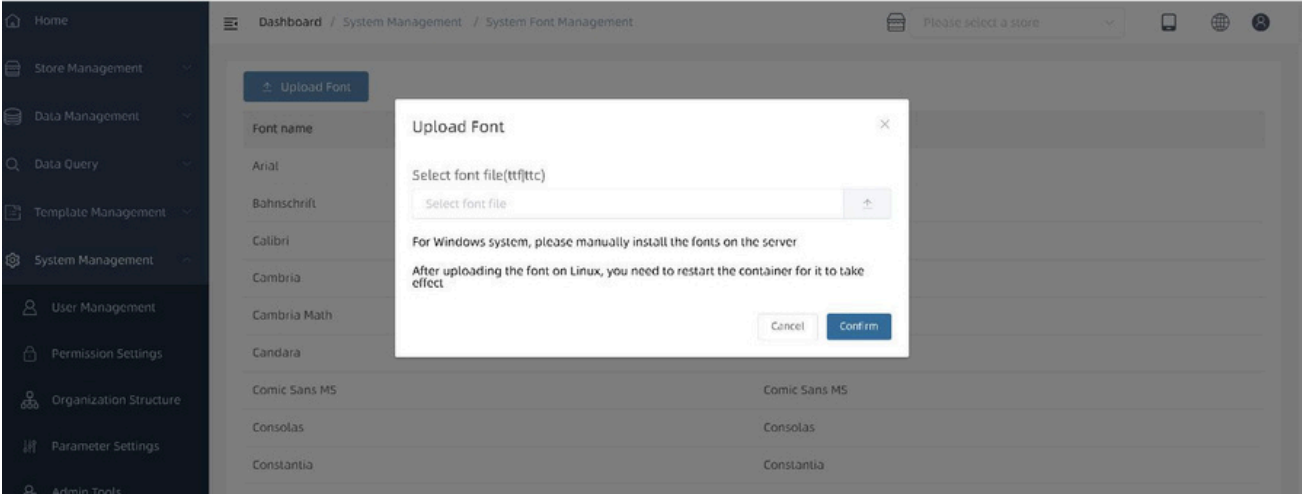 Home
Dashboard / System Management / System Font Management
Please select a store
Store Management
Upload Font
Data Management
Font name
Upload Font
Data Query
Arial
Select font file(ttf|ttc)
Template Management
Bahnschrift
Select font file
System Management
Calibri
For Windows system, please manually install the fonts on the server
Cambria
After uploading the font on Linux, you need to restart the container for it to take
effect
User Management
Cambria Math
Cancel
Confirm
Permission Settings
Candara
Organization Structure
Comic Sans MS
Comic Sans MS
Consolas
Consolas
Parameter Settings
Constantia
Constantia
Admin Tools